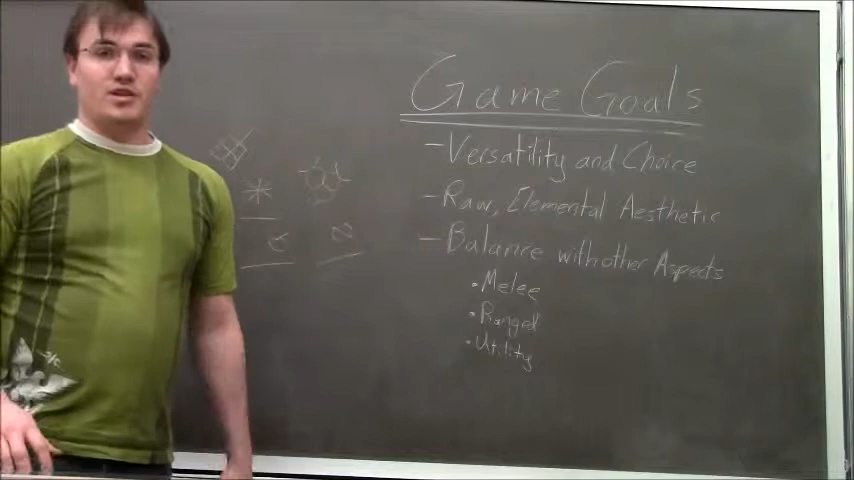 Game Goals
- Versatility and Choice
- Raw, Elemental Aesthetic
- Balance with other Aspects
• Melee
• Ranged
• Utility